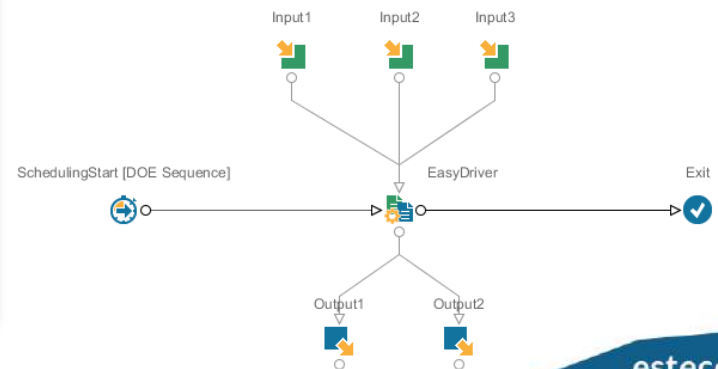 Input1 Input2 Input3
SchedulingStart [DOE Sequence] EasyDriver Exit
Output1 Output2